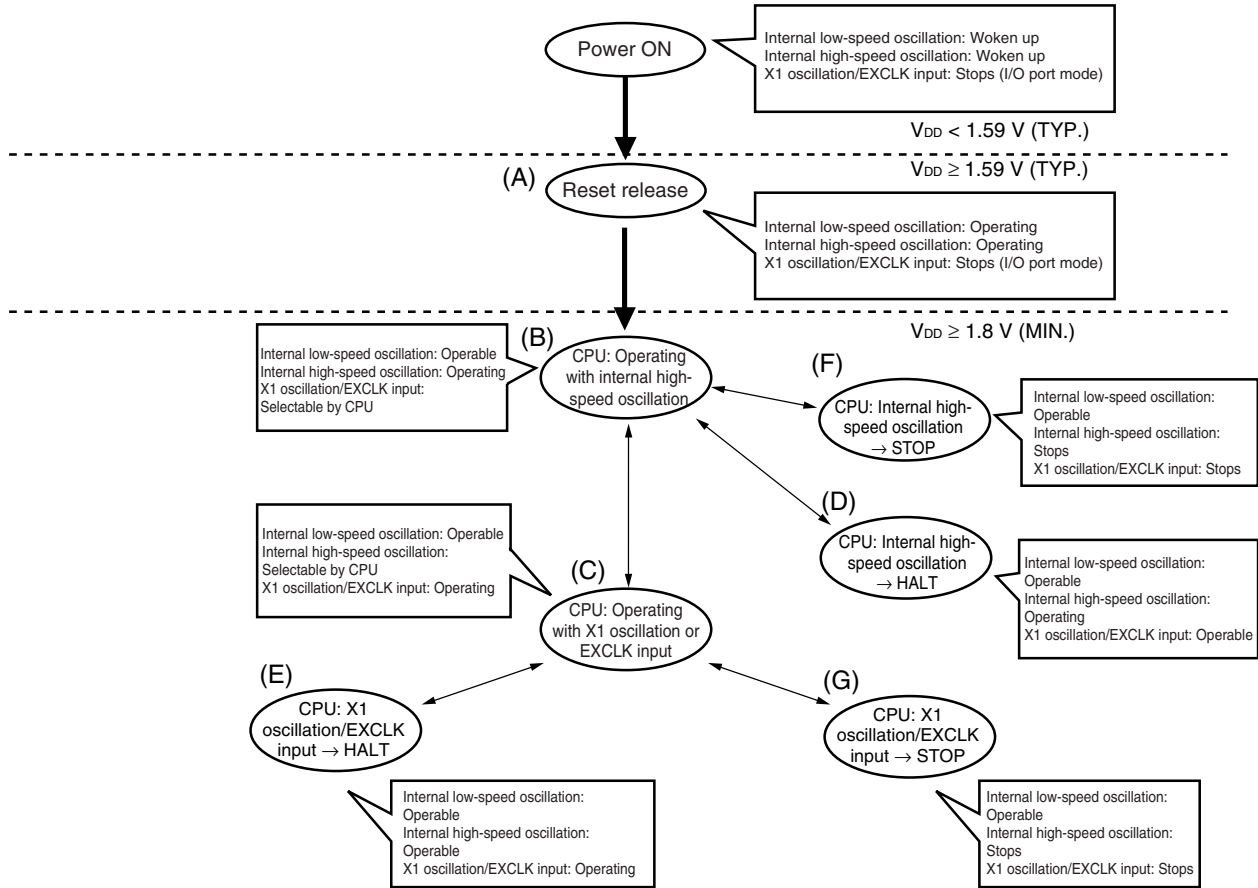 Power ON
Internal low-speed oscillation: Woken up
Internal high-speed oscillation: Woken up
X1 oscillation/EXCLK input: Stops (I/O port mode)
VDD < 1.59 V (TYP.)
VDD ≥ 1.59 V (TYP.)
(A)
Reset release
Internal low-speed oscillation: Operating
Internal high-speed oscillation: Operating
X1 oscillation/EXCLK input: Stops (I/O port mode)
VDD ≥ 1.8 V (MIN.)
(B)
Internal low-speed oscillation: Operable
Internal high-speed oscillation: Operating
X1 oscillation/EXCLK input:
Selectable by CPU
CPU: Operating
with internal high-
speed oscillation
(F)
CPU: Internal high-
speed oscillation
→ STOP
Internal low-speed oscillation:
Operable
Internal high-speed oscillation:
Stops
X1 oscillation/EXCLK input: Stops
(D)
CPU: Internal high-
speed oscillation
→ HALT
Internal low-speed oscillation:
Operable
Internal high-speed oscillation:
Operating
X1 oscillation/EXCLK input: Operable
Internal low-speed oscillation: Operable
Internal high-speed oscillation:
Selectable by CPU
X1 oscillation/EXCLK input: Operating
(C)
CPU: Operating
with X1 oscillation or
EXCLK input
(E)
CPU: X1
oscillation/EXCLK
input → HALT
(G)
CPU: X1
oscillation/EXCLK
input → STOP
Internal low-speed oscillation:
Operable
Internal high-speed oscillation:
Operable
X1 oscillation/EXCLK input: Operating
Internal low-speed oscillation:
Operable
Internal high-speed oscillation:
Stops
X1 oscillation/EXCLK input: Stops